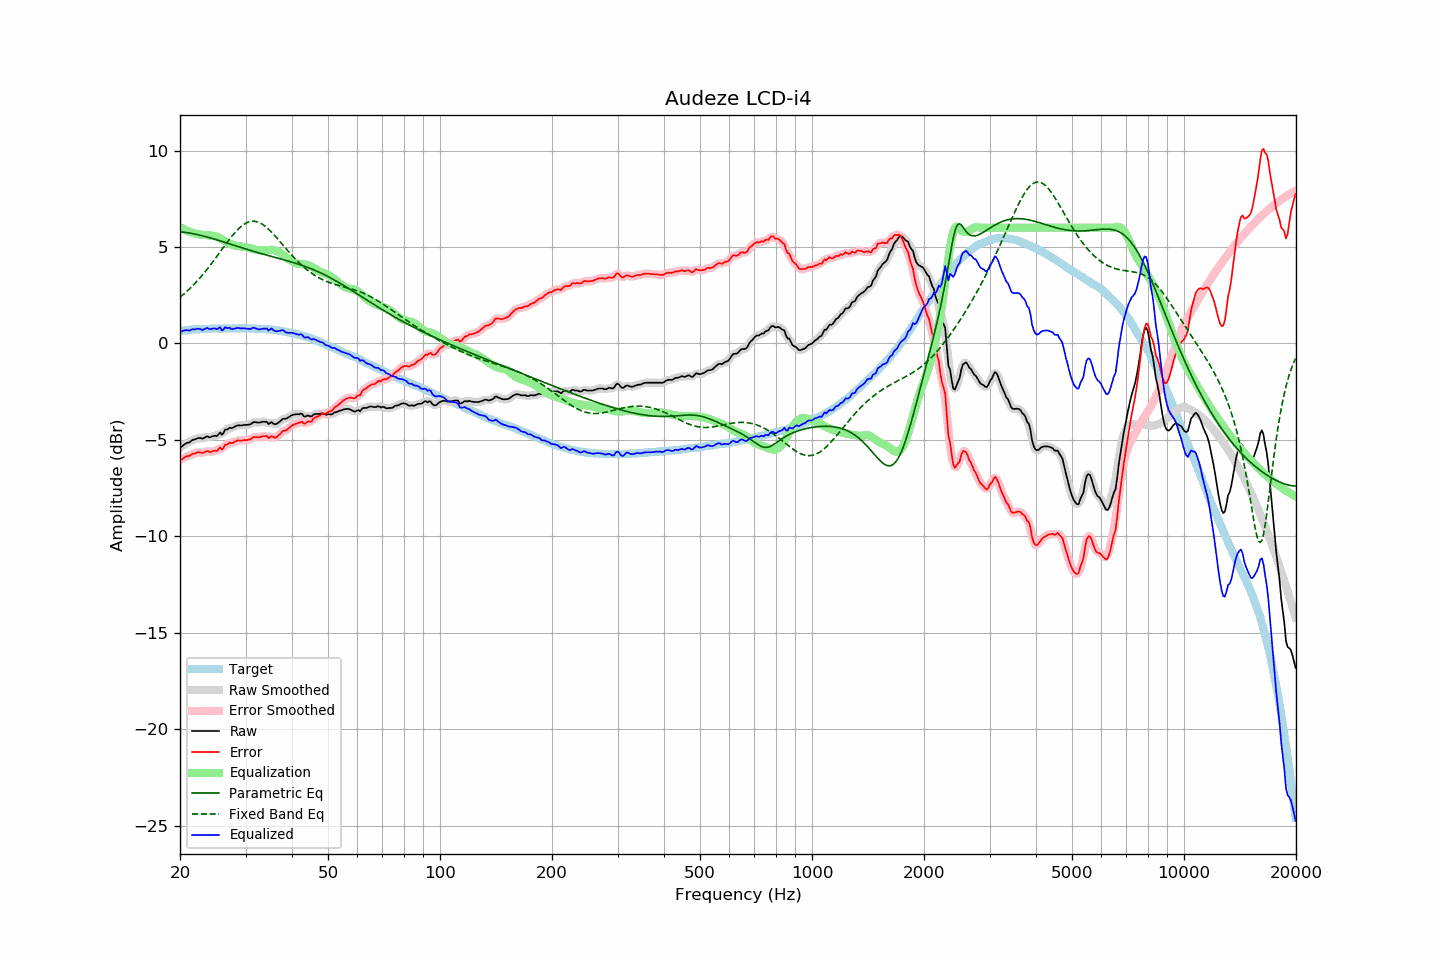 Audeze LCD-i4
10
5
0
−5
−10
−15
−20
−25
Amplitude (dBr)
Target
Raw Smoothed
Error Smoothed
Raw
Error
Equalization
Parametric Eq
Fixed Band Eq
Equalized
20 50 100 200 500 1000 2000 5000 10000 20000
Frequency (Hz)